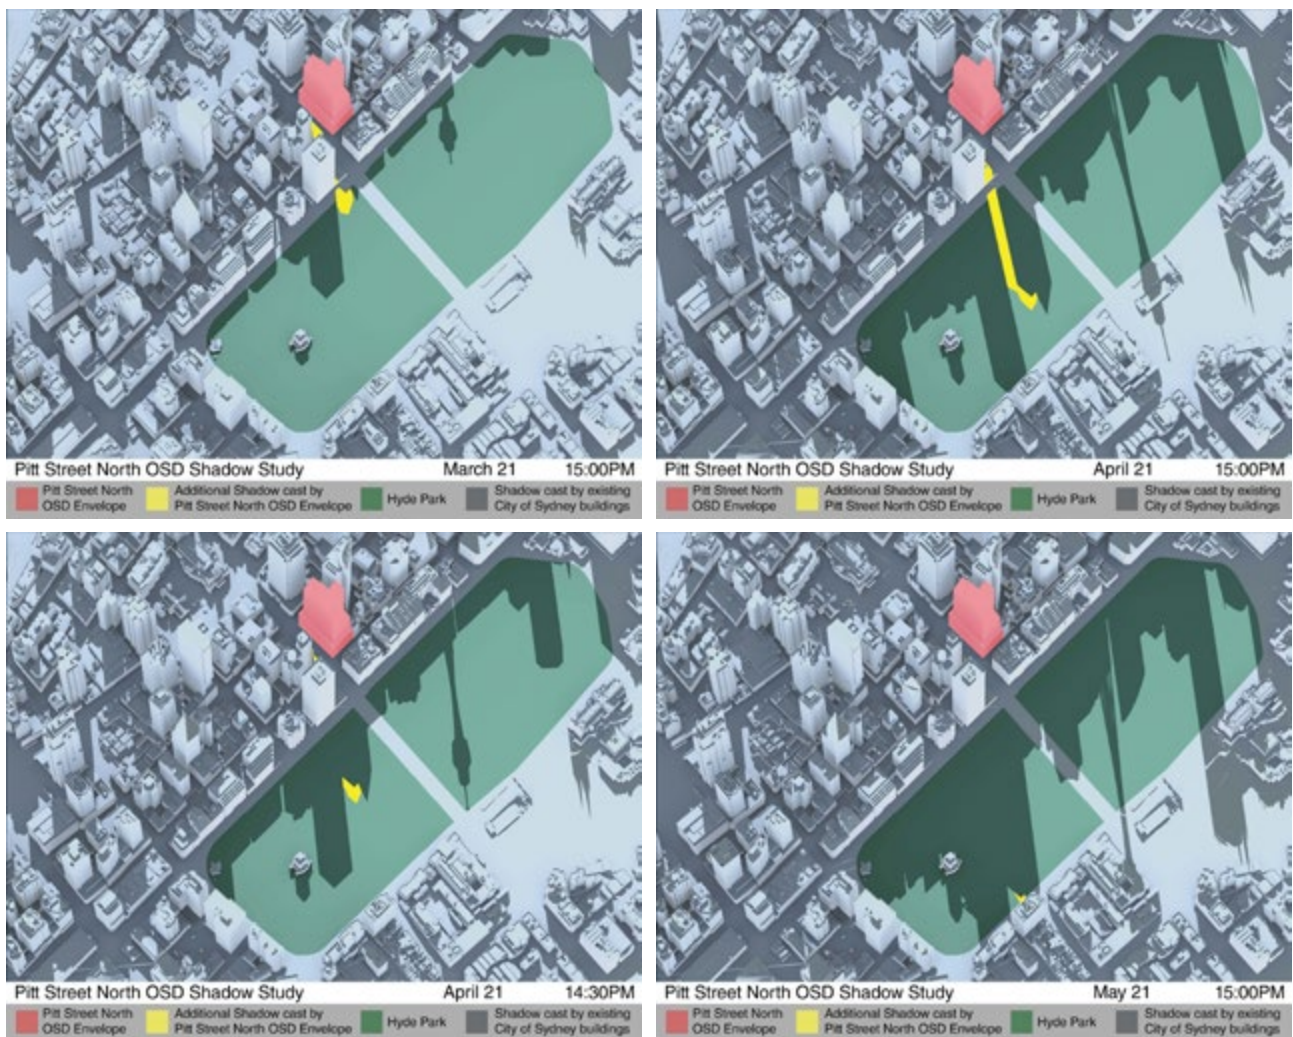 Pitt Street North OSD Shadow Study March 21 15:00PM
Pitt Street North
OSD Envelope
Additional Shadow cast by
Pitt Street North OSD Envelope
Hyde Park
Shadow cast by existing
City of Sydney buildings
Pitt Street North OSD Shadow Study April 21 15:00PM
Pitt Street North
OSD Envelope
Additional Shadow cast by
Pitt Street North OSD Envelope
Hyde Park
Shadow cast by existing
City of Sydney buildings
Pitt Street North OSD Shadow Study April 21 14:30PM
Pitt Street North
OSD Envelope
Additional Shadow cast by
Pitt Street North OSD Envelope
Hyde Park
Shadow cast by existing
City of Sydney buildings
Pitt Street North OSD Shadow Study May 21 15:00PM
Pitt Street North
OSD Envelope
Additional Shadow cast by
Pitt Street North OSD Envelope
Hyde Park
Shadow cast by existing
City of Sydney buildings